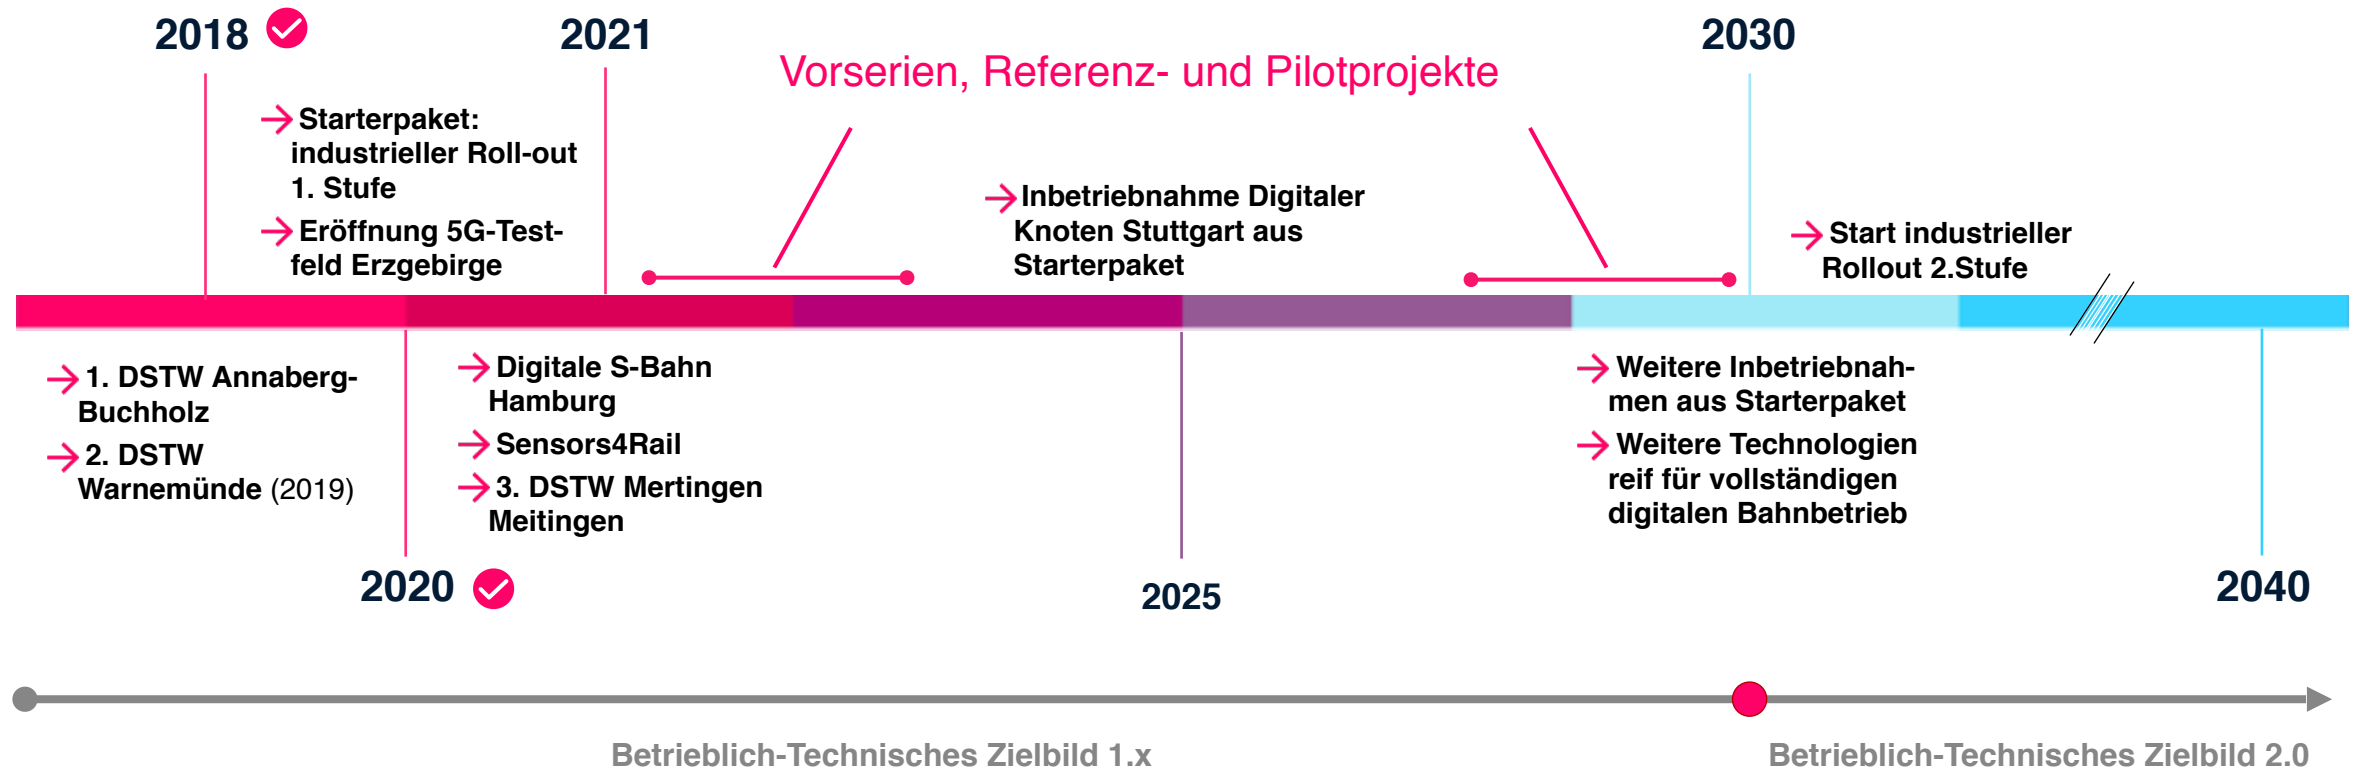 2018
2021
2030
Vorserien, Referenz- und Pilotprojekte
Starterpaket:
industrieller Roll-out
1. Stufe
Eröffnung 5G-Test-
feld Erzgebirge
Inbetriebnahme Digitaler
Knoten Stuttgart aus
Starterpaket
Start industrieller
Rollout 2.Stufe
1. DSTW Annaberg-
Buchholz
2. DSTW
Warnemünde (2019)
Digitale S-Bahn
Hamburg
Sensors4Rail
3. DSTW Mertingen
Meitingen
Weitere Inbetriebnah-
men aus Starterpaket
Weitere Technologien
reif für vollständigen
digitalen Bahnbetrieb
2020
2025
2040
Betrieblich-Technisches Zielbild 1.x
Betrieblich-Technisches Zielbild 2.0